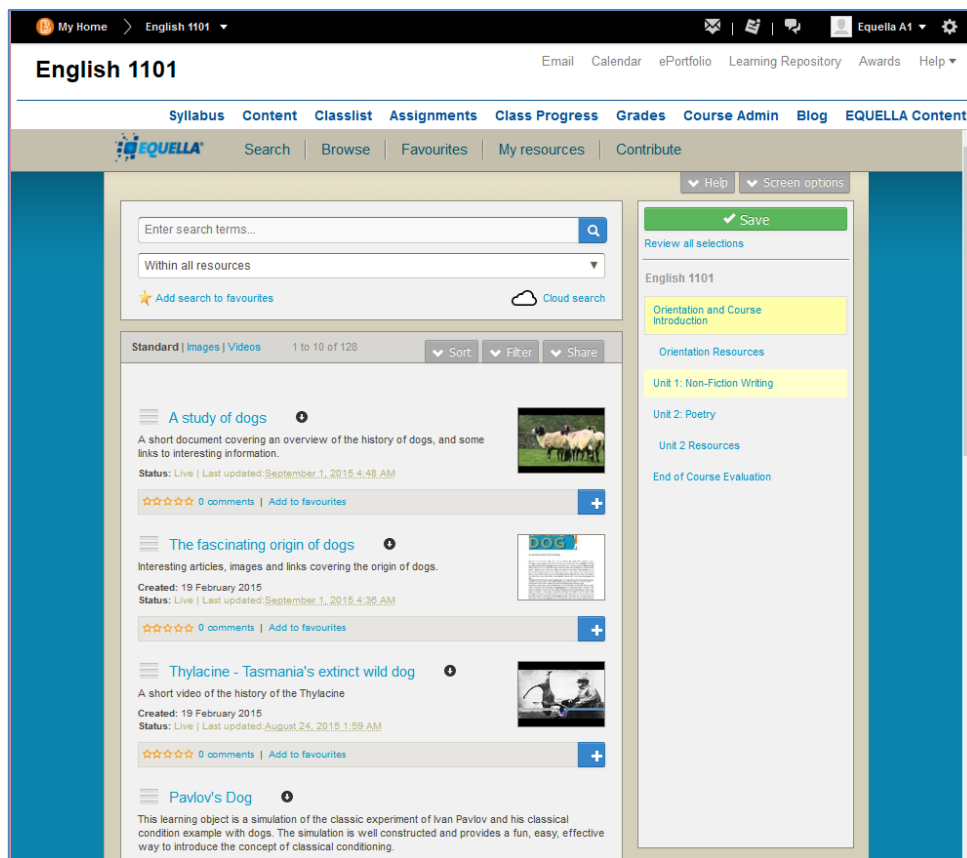 My Home English 1101 Equella A1
English 1101
Email Calendar ePortfolio Learning Repository Awards Help
Syllabus Content Classlist Assignments Class Progress Grades Course Admin Blog EQUELLA Content
EQUELLA Search Browse Favourites My resources Contribute
Help Screen options
Enter search terms...
Within all resources
Add search to favourites Cloud search
Standard | Images | Videos 1 to 10 of 128 Sort Filter Share
A study of dogs
A short document covering an overview of the history of dogs, and some
links to interesting information.
Status: Live | Last updated:September 1, 2015 4:48 AM
0 comments | Add to favourites
The fascinating origin of dogs
DOG
Interesting articles, images and links covering the origin of dogs.
Created: 19 February 2015
Status: Live | Last updated:September 1, 2015 4:36 AM
0 comments | Add to favourites
Thylacine - Tasmania's extinct wild dog
A short video of the history of the Thylacine
Created: 19 February 2015
Status: Live | Last updated:August 24, 2015 1:59 AM
0 comments | Add to favourites
Pavlov's Dog
This learning object is a simulation of the classic experiment of Ivan Pavlov and his classical
condition example with dogs. The simulation is well constructed and provides a fun, easy, effective
way to introduce the concept of classical conditioning.
Save
Review all selections
English 1101
Orientation and Course
Introduction
Orientation Resources
Unit 1: Non-Fiction Writing
Unit 2: Poetry
Unit 2 Resources
End of Course Evaluation